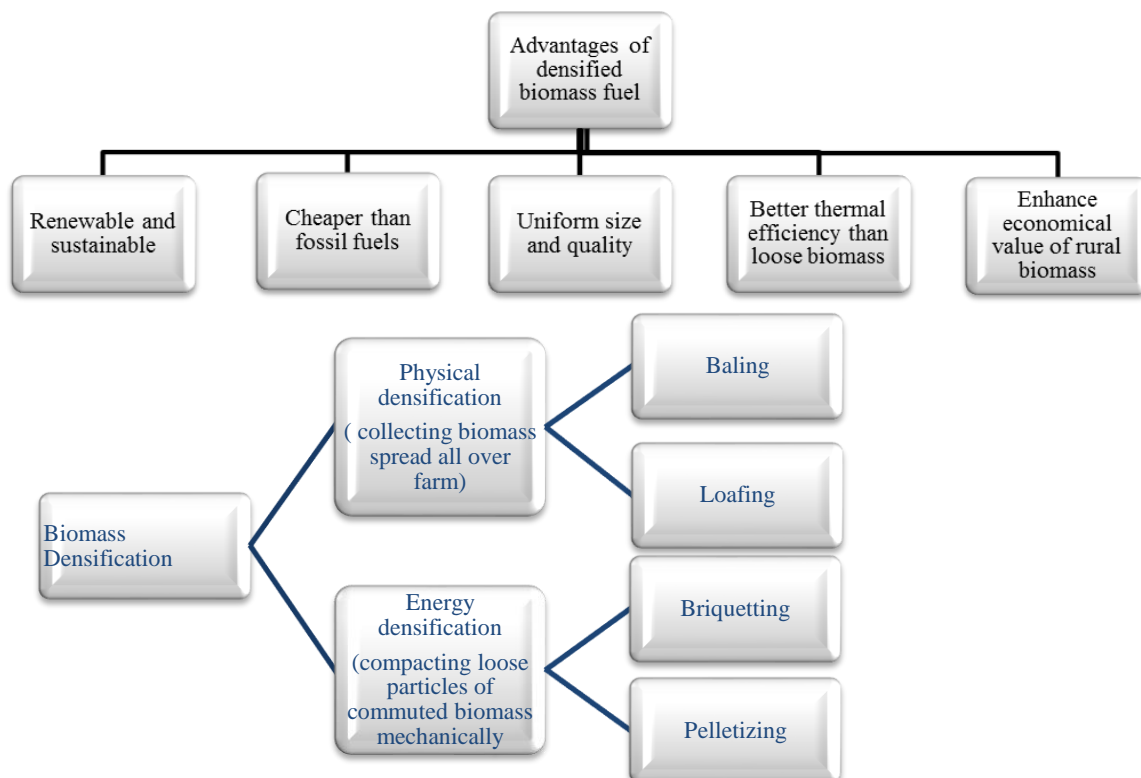 Advantages of
densified
biomass fuel
Renewable and
sustainable
Cheaper than
fossil fuels
Uniform size
and quality
Better thermal
efficiency than
loose biomass
Enhance
economical
value of rural
biomass
Biomass
Densification
Physical
densification
( collecting biomass
spread all over
farm)
Baling
Loafing
Energy
densification
(compacting loose
particles of
commuted biomass
mechanically
Briquetting
Pelletizing